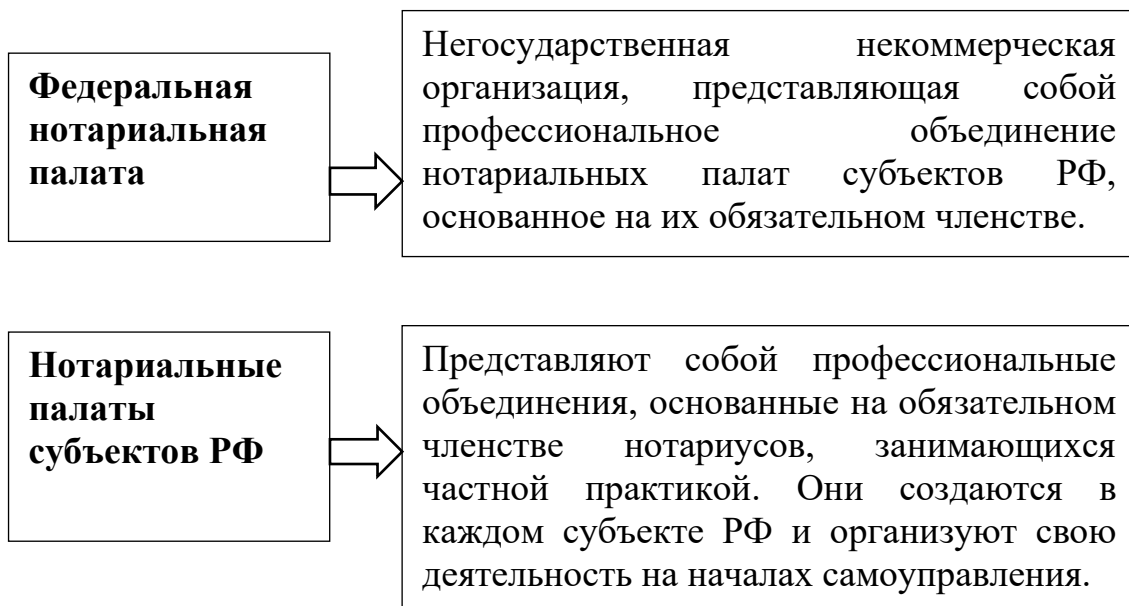 Федеральная
нотариальная
палата
Негосударственная некоммерческая
организация, представляющая собой
профессиональное объединение
нотариальных палат субъектов РФ,
основанное на их обязательном членстве.
Нотариальные
палаты
субъектов РФ
Представляют собой профессиональные
объединения, основанные на обязательном
членстве нотариусов, занимающихся
частной практикой. Они создаются в
каждом субъекте РФ и организуют свою
деятельность на началах самоуправления.